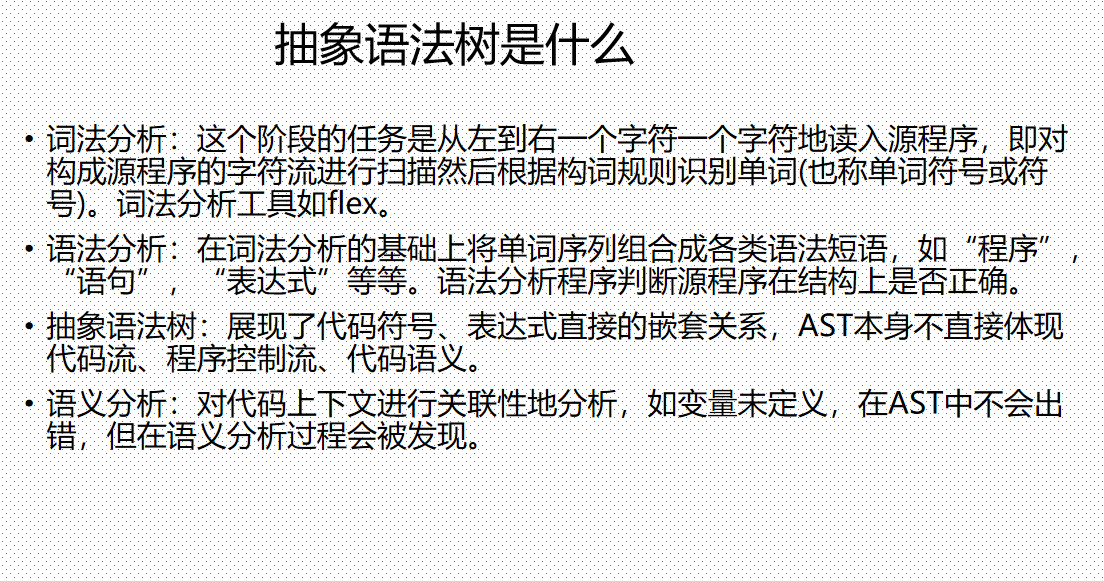 抽象语法树是什么
• 词法分析：这个阶段的任务是从左到右一个字符一个字符地读入源程序，即对
构成源程序的字符流进行扫描然后根据构词规则识别单词(也称单词符号或符
号)。词法分析工具如flex。
• 语法分析：在词法分析的基础上将单词序列组合成各类语法短语，如“程序”，
“语句”，“表达式”等等。语法分析程序判断源程序在结构上是否正确。
• 抽象语法树：展现了代码符号、表达式直接的嵌套关系，AST本身不直接体现
代码流、程序控制流、代码语义。
• 语义分析：对代码上下文进行关联性地分析，如变量未定义，在AST中不会出
错，但在语义分析过程会被发现。